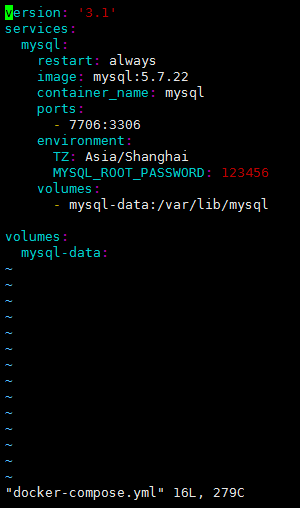 version: '3.1'
services:
  mysql:
    restart: always
    image: mysql:5.7.22
    container_name: mysql
    ports:
      - 7706:3306
    environment:
      TZ: Asia/Shanghai
      MYSQL_ROOT_PASSWORD: 123456
    volumes:
      - mysql-data:/var/lib/mysql

volumes:
  mysql-data:
~
~
~
~
~
~
~
~
~
~
~
~
~
~
"docker-compose.yml" 16L, 279C